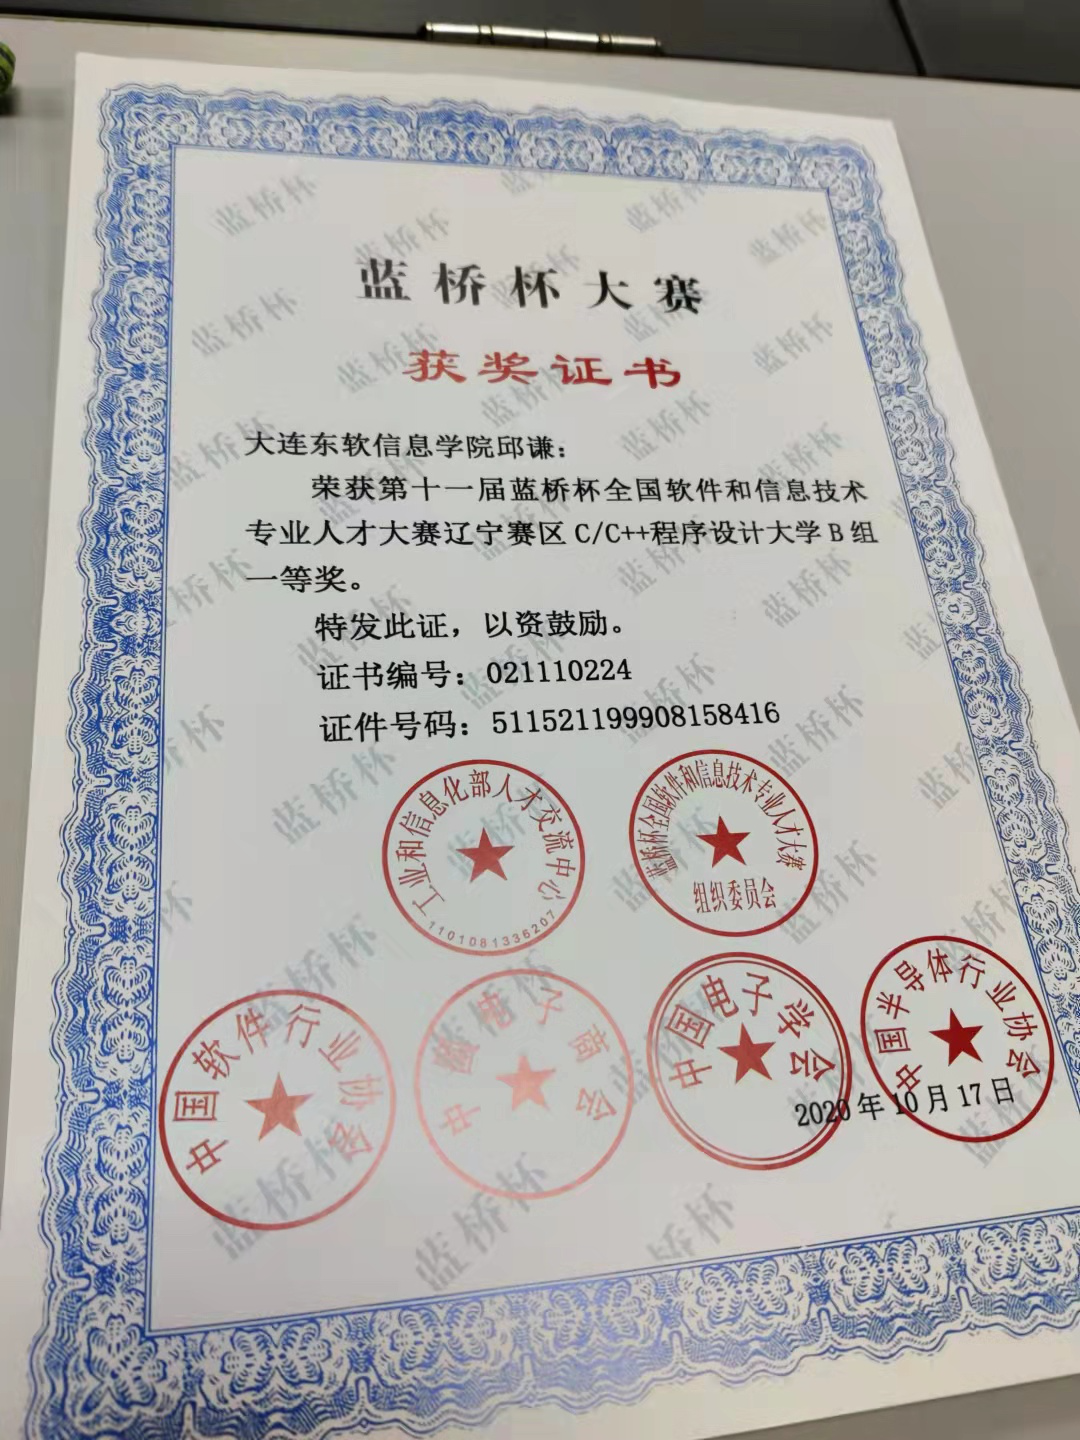 蓝桥杯大赛
获奖证书
大连东软信息学院邱谦：
荣获第十一届蓝桥杯全国软件和信息技术
专业人才大赛辽宁赛区 C/C++程序设计大学 B 组
一等奖。
特发此证，以资鼓励。
证书编号：021110224
证件号码：511521199908158416
工业和信息化部人才交流中心
1101081336207
蓝桥杯全国软件和信息技术专业人才大赛
组织委员会
中国软件行业协会
中国电子商会
中国电子学会
中国半导体行业协会
2020 年 10 月 17 日